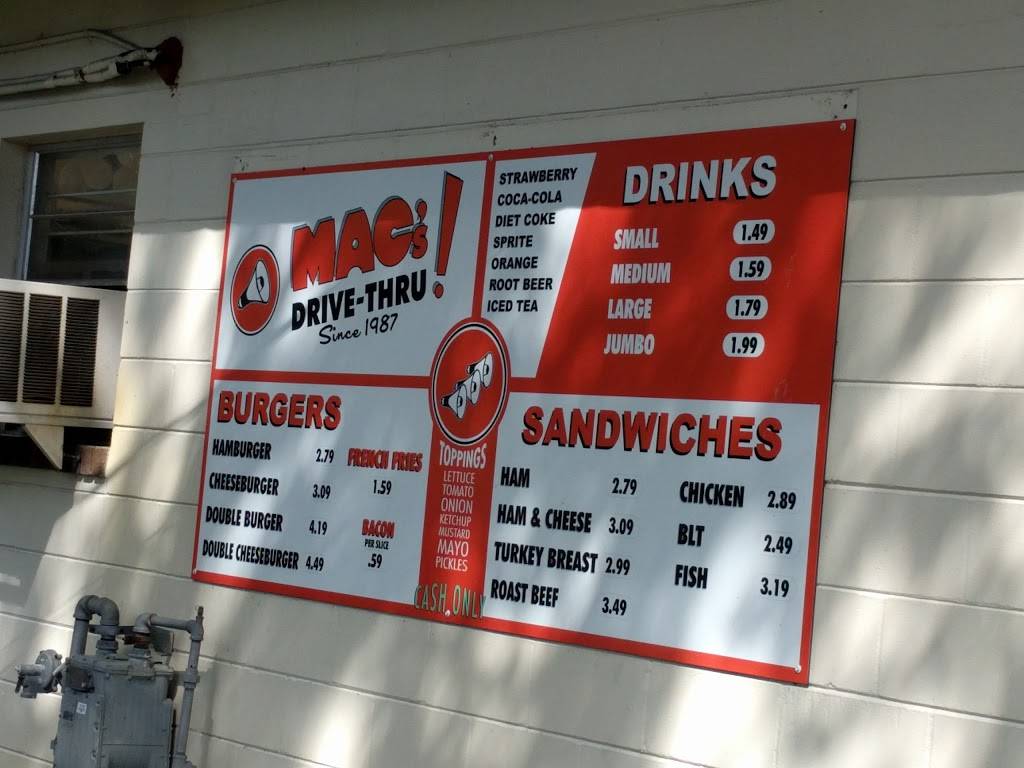 MAC's!
DRIVE-THRU
Since 1987
STRAWBERRY
COCA-COLA
DIET COKE
SPRITE
ORANGE
ROOT BEER
ICED TEA
DRINKS
SMALL 1.49
MEDIUM 1.59
LARGE 1.79
JUMBO 1.99
BURGERS
HAMBURGER 2.79
CHEESEBURGER 3.09
DOUBLE BURGER 4.19
DOUBLE CHEESEBURGER 4.49
FRENCH FRIES
1.59
BACON
PER SLICE
.59
TOPPINGS
LETTUCE
TOMATO
ONION
KETCHUP
MUSTARD
MAYO
PICKLES
CASH ONLY
SANDWICHES
HAM 2.79
HAM & CHEESE 3.09
TURKEY BREAST 2.99
ROAST BEEF 3.49
CHICKEN 2.89
BLT 2.49
FISH 3.19